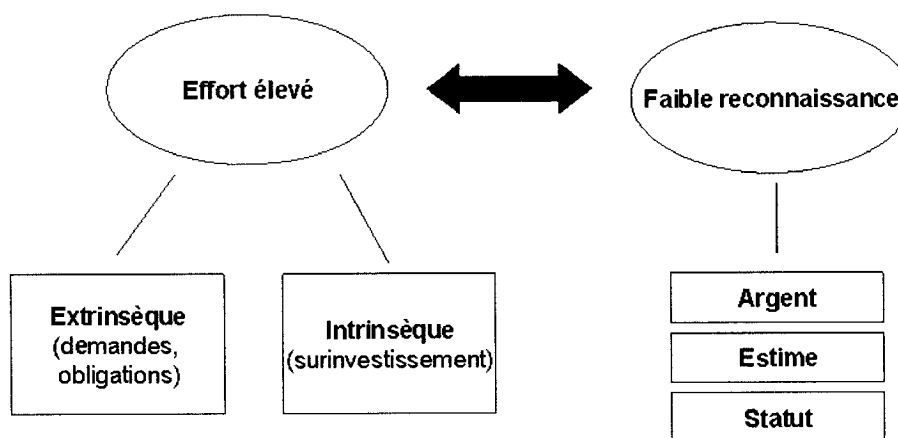 Effort élevé
Faible reconnaissance
Extrinsèque
(demandes,
obligations)
Intrinsèque
(surinvestissement)
Argent
Estime
Statut